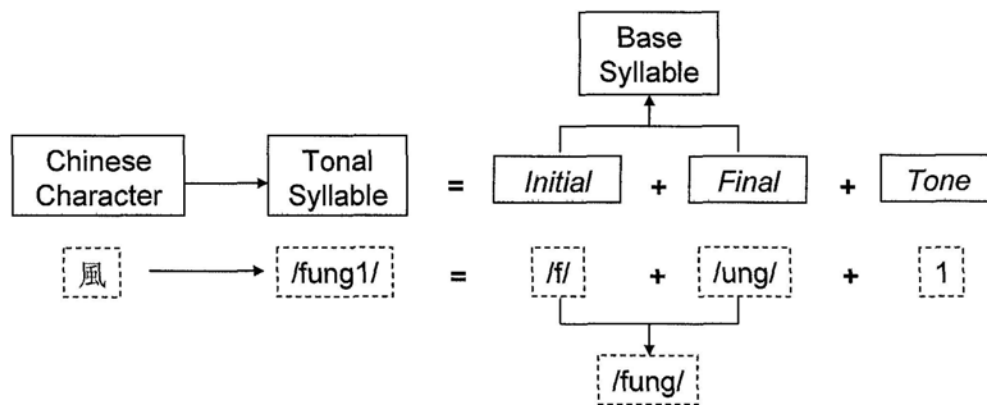 Base
Syllable
Chinese
Character
Tonal
Syllable
= Initial + Final + Tone
風 /fung1/ = /f/ + /ung/ + 1
/fung/